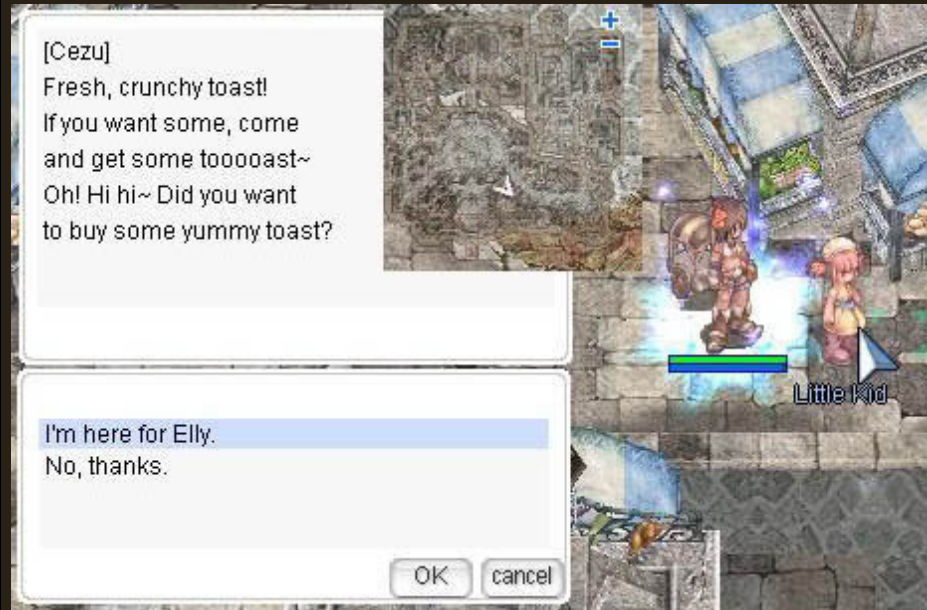 [Cezu]
Fresh, crunchy toast!
If you want some, come
and get some tooooast~
Oh! Hi hi~ Did you want
to buy some yummy toast?
I'm here for Elly.
No, thanks.
OK
cancel
Little Kid